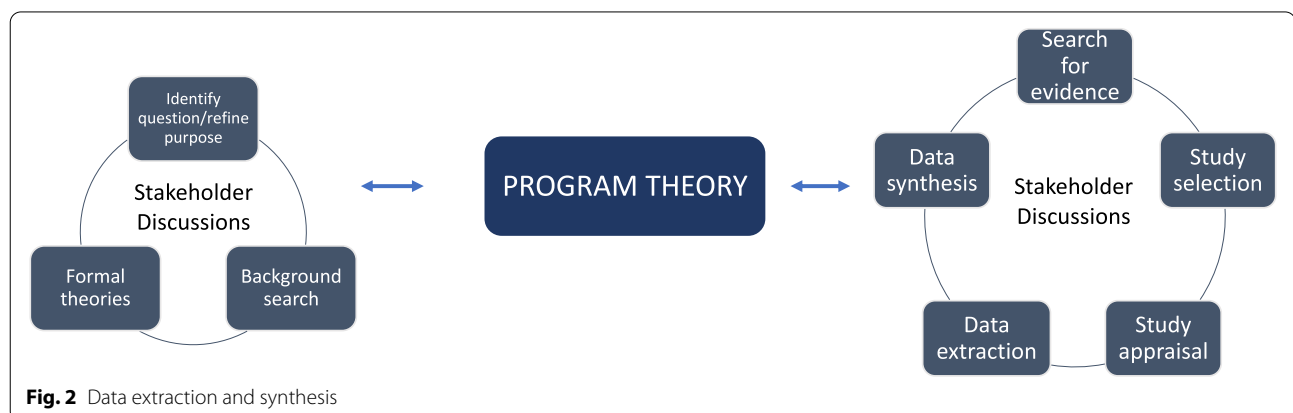 Identify
question/refine
purpose
Stakeholder
Discussions
Formal
theories
Background
search
PROGRAM THEORY
Search
for
evidence
Data
synthesis
Study
selection
Stakeholder
Discussions
Data
extraction
Study
appraisal
Fig. 2 Data extraction and synthesis